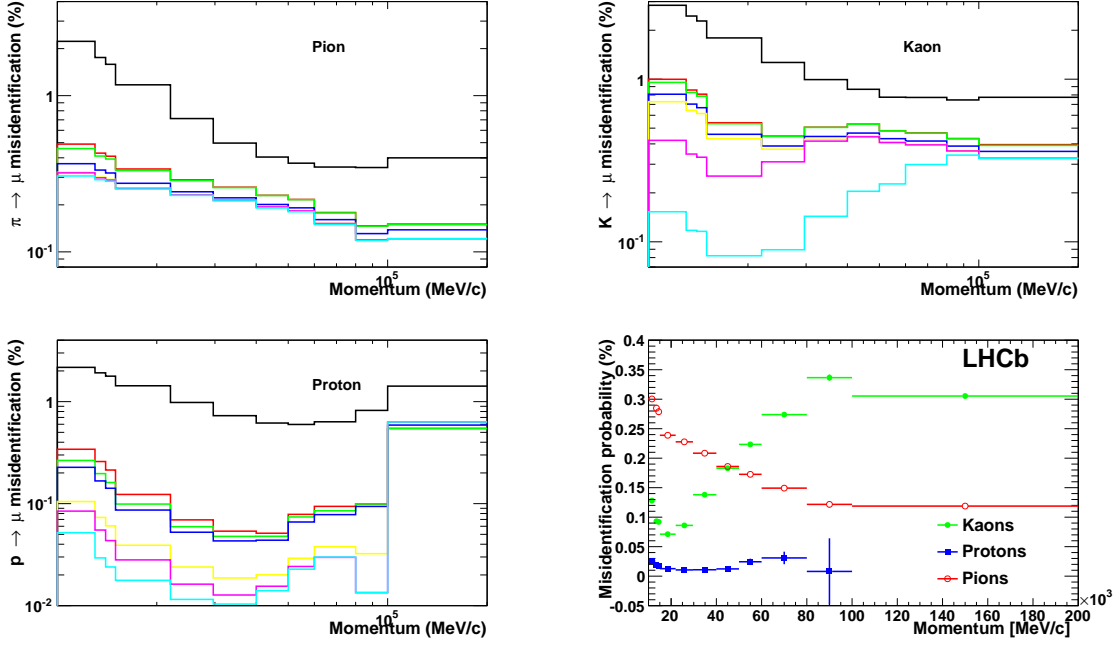 π → μ misidentification (%)
1
10⁻¹
Pion
10⁵
Momentum (MeV/c)
K → μ misidentification (%)
1
10⁻¹
Kaon
10⁵
Momentum (MeV/c)
p → μ misidentification (%)
1
10⁻¹
10⁻²
Proton
10⁵
Momentum (MeV/c)
Misidentification probability (%)
0.4
0.35
0.3
0.25
0.2
0.15
0.1
0.05
0
-0.05
LHCb
Kaons
Protons
Pions
20 40 60 80 100 120 140 160 180 200
×10³
Momentum [MeV/c]